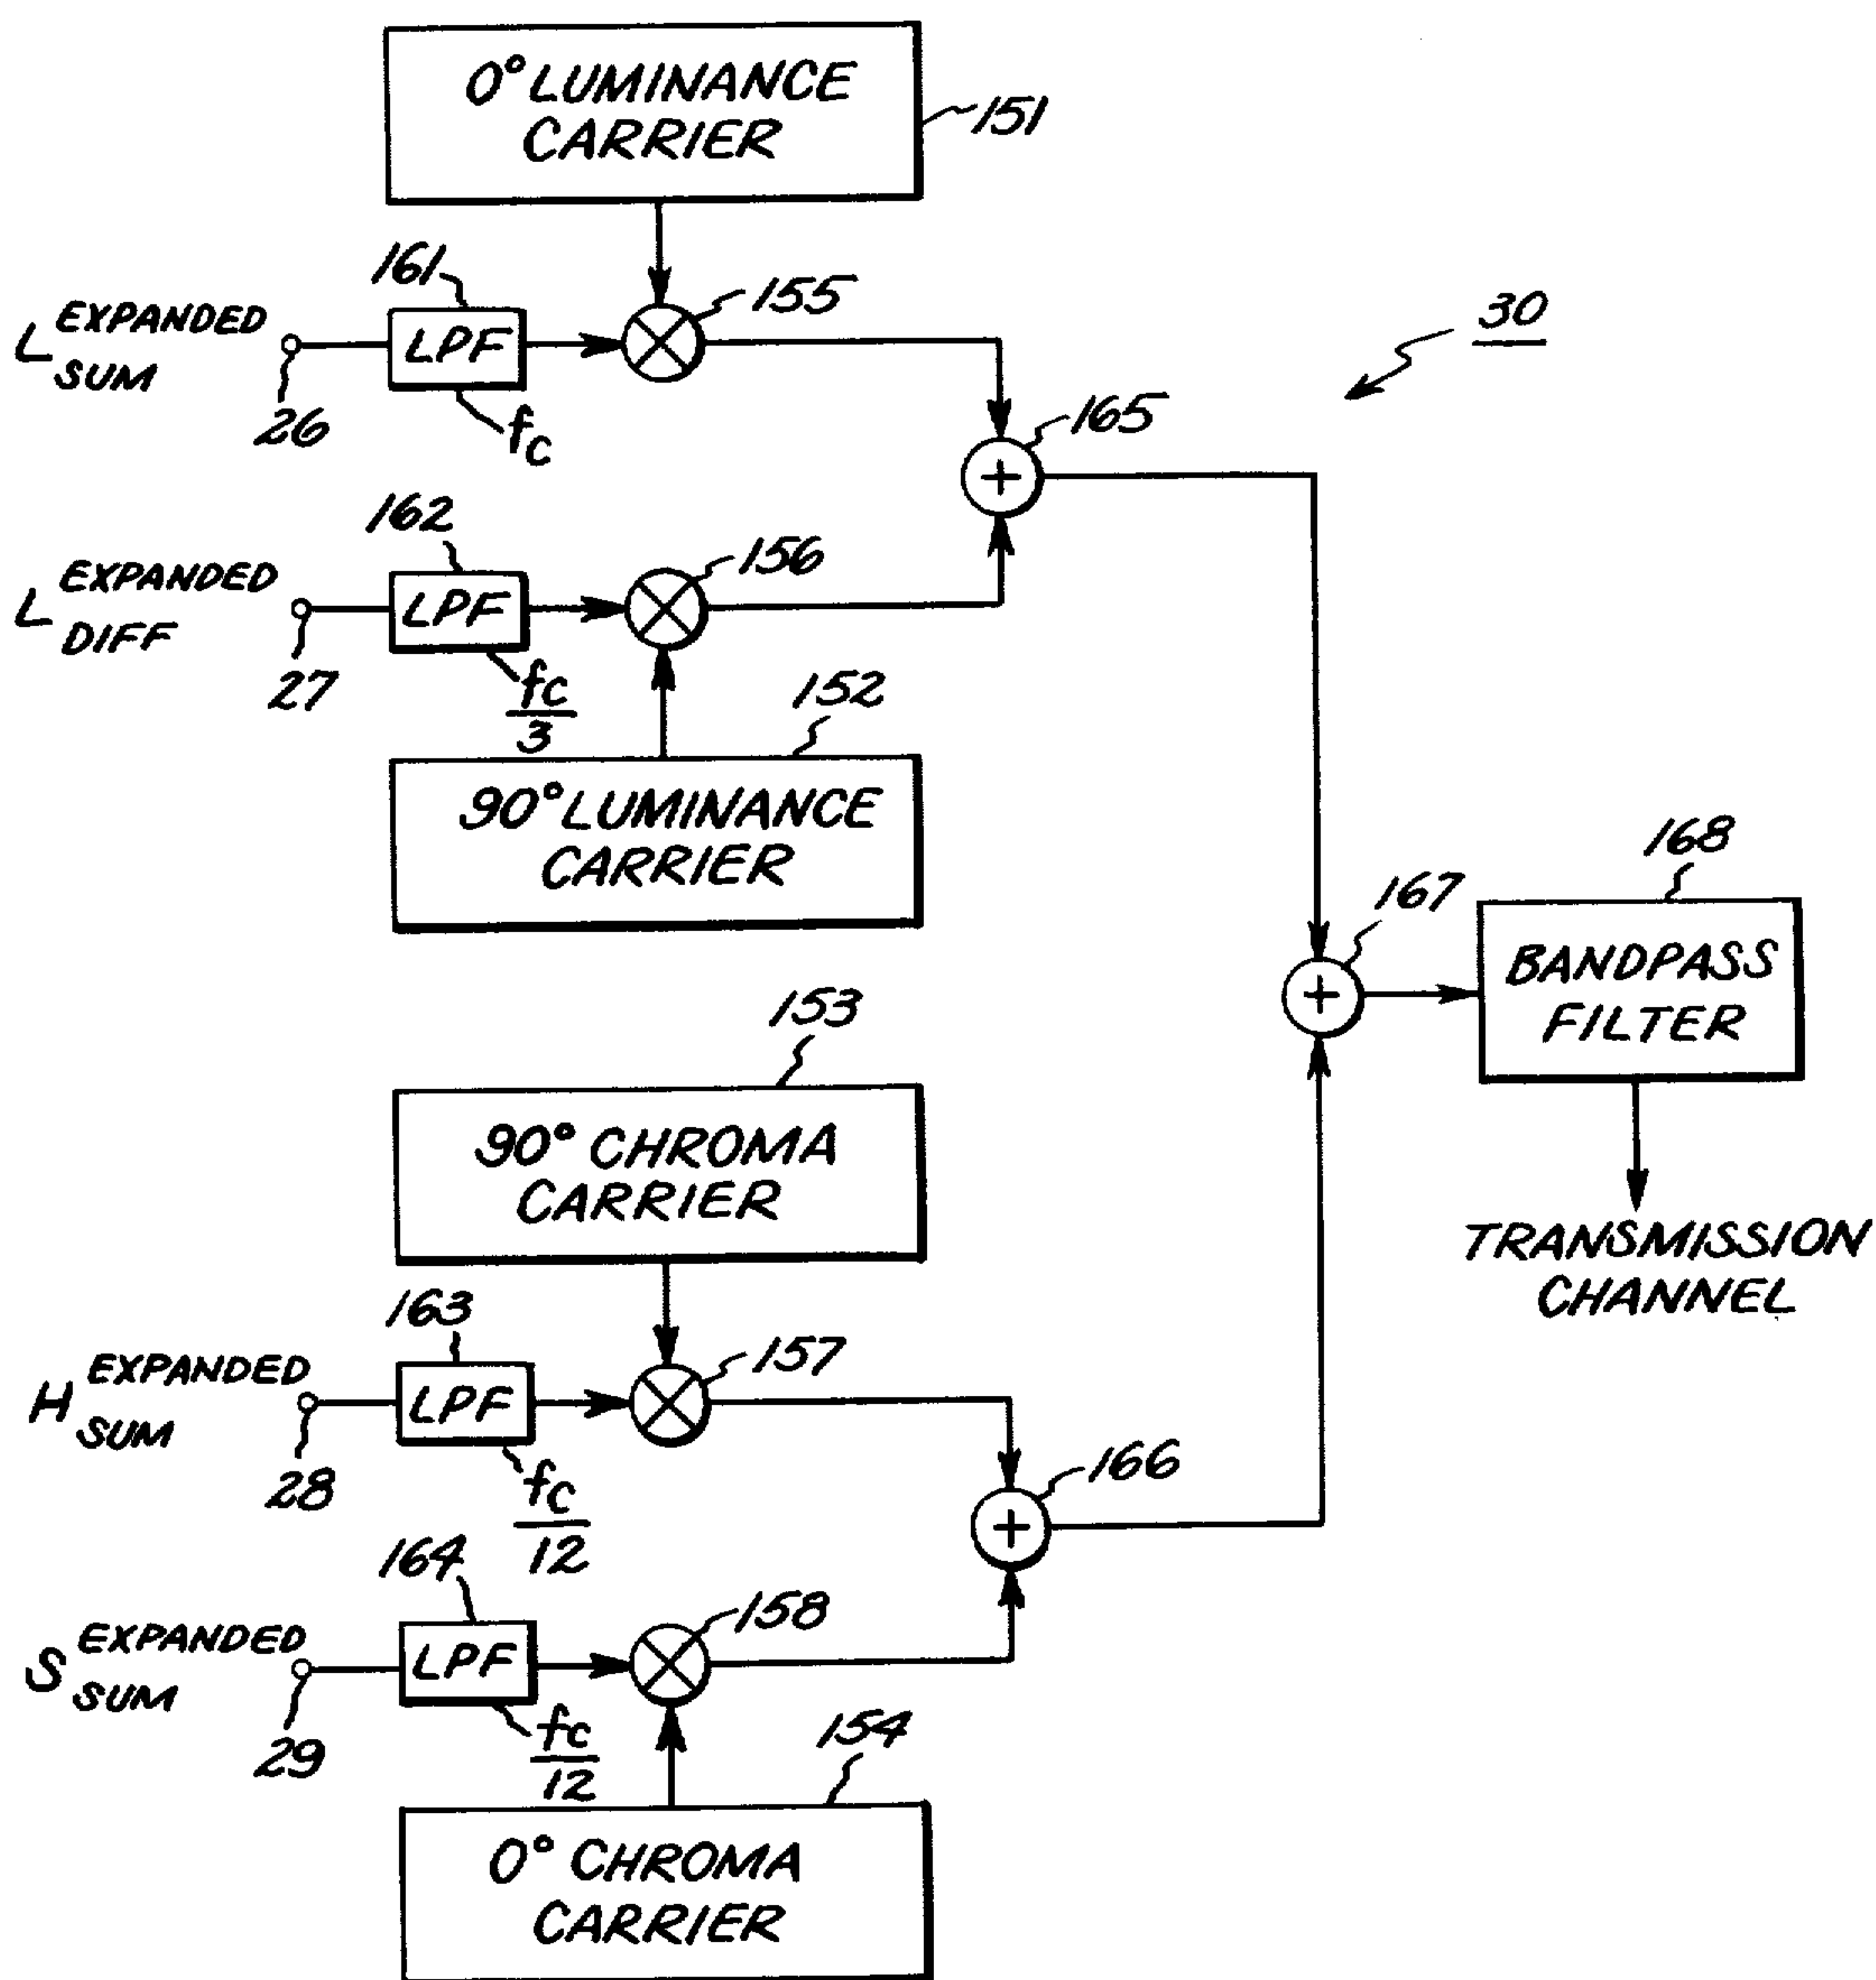 0° LUMINANCE
CARRIER
151
161
155
30
L EXPANDED
SUM
LPF
26
fc
165
162
156
L EXPANDED
DIFF
LPF
27
fc
3
152
90° LUMINANCE
CARRIER
168
167
BANDPASS
FILTER
153
90° CHROMA
CARRIER
TRANSMISSION
CHANNEL
163
157
H EXPANDED
SUM
LPF
28
fc
12
166
164
158
S EXPANDED
SUM
LPF
29
fc
12
154
0° CHROMA
CARRIER